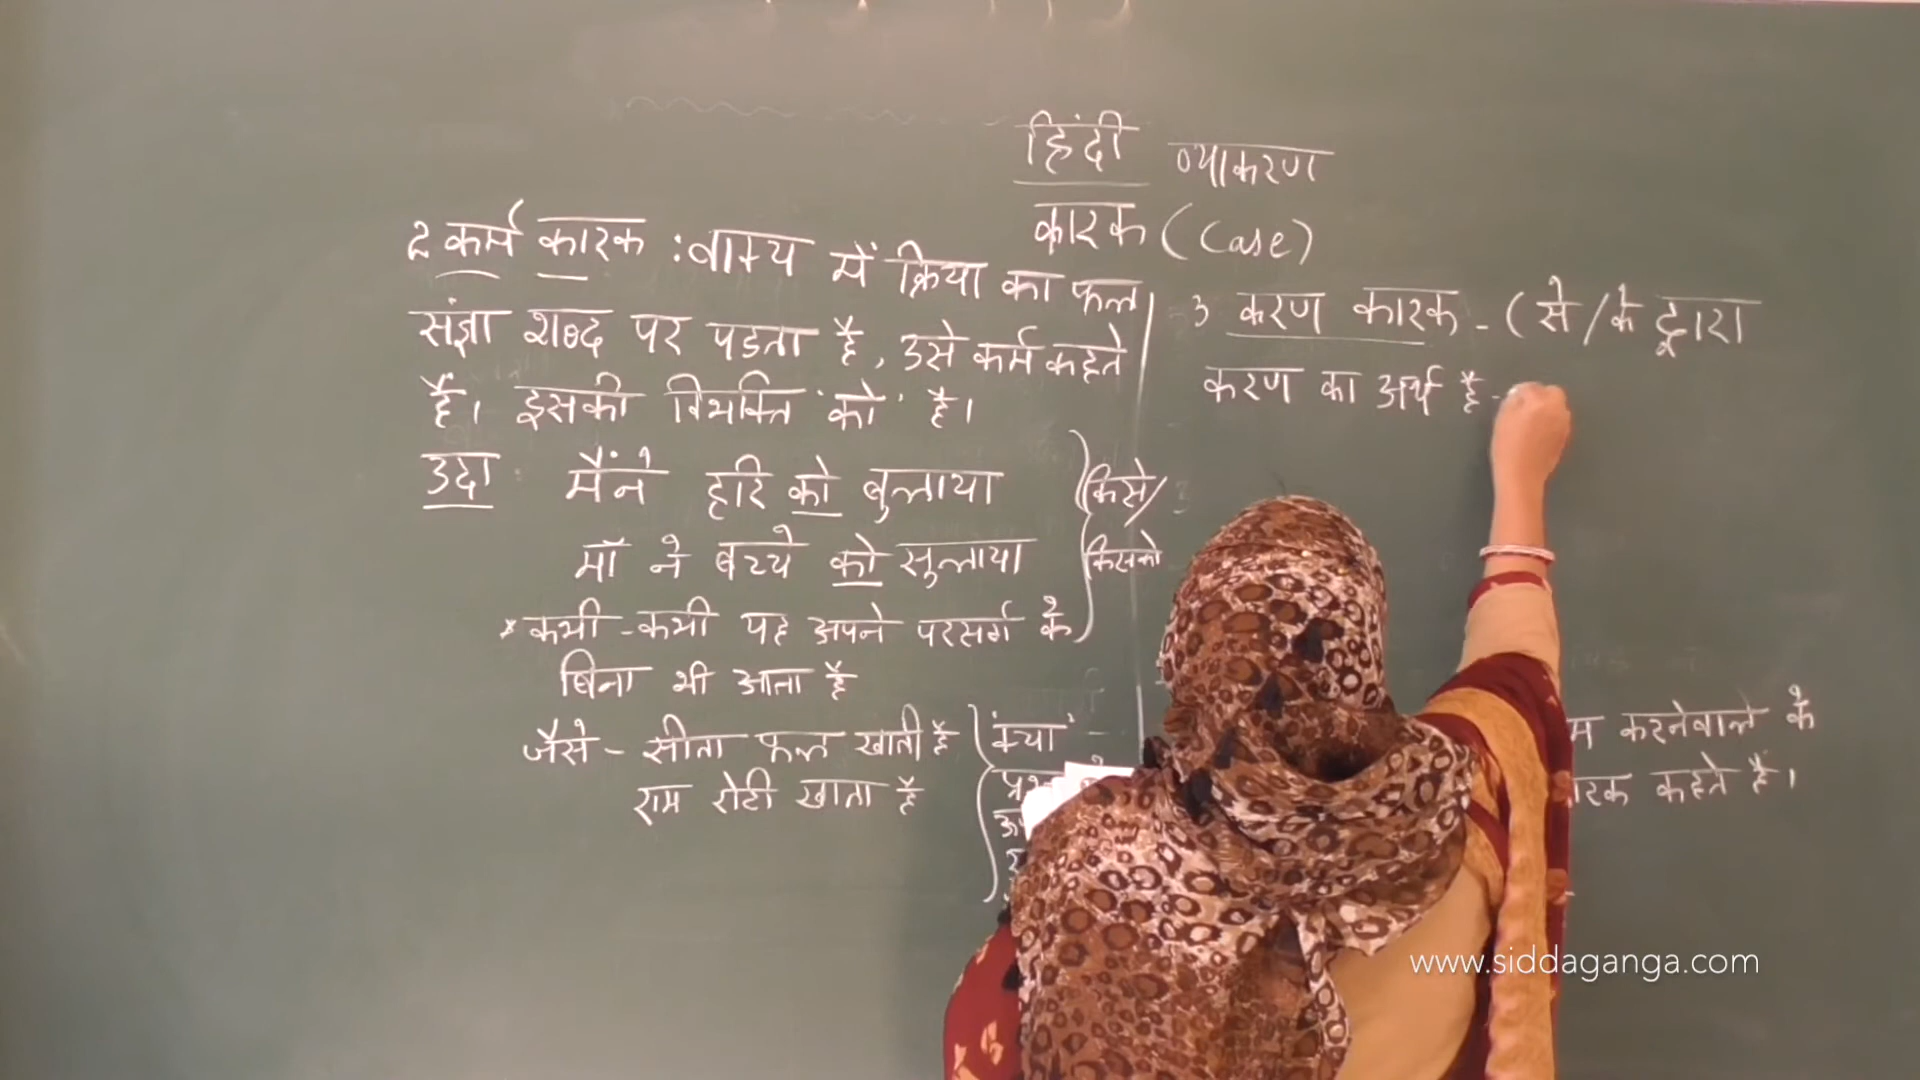 हिंदी व्याकरण
कारक (Case)
2 कर्म कारक : वाक्य में क्रिया का फल
संज्ञा शब्द पर पडता है, उसे कर्म कहते
हैं। इसकी विभक्ति 'को' है।
उदा : मैंने हरि को बुलाया
माँ ने बच्चे को सुलाया
किसे/
किसको
* कभी-कभी यह अपने परसर्ग के
बिना भी आता है
जैसे - सीता फल खाती है
राम रोटी खाता है
'क्या'
3 करण कारक - (से/के द्वारा
करण का अर्थ है -
करनेवाले के
कहते हैं।
www.siddaganga.com